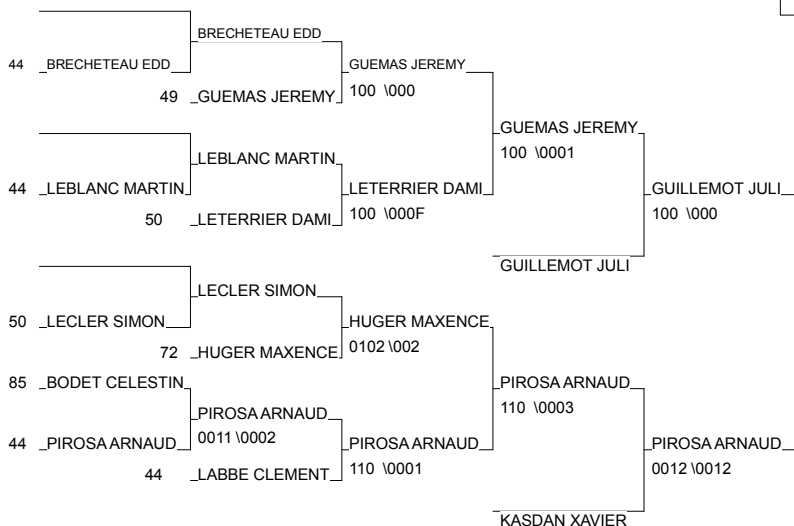 BRECHETEAU EDD
44 BRECHETEAU EDD GUEMAS JEREMY
49 GUEMAS JEREMY 100 \000
GUEMAS JEREMY
100 \0001
LEBLANC MARTIN
44 LEBLANC MARTIN LETERRIER DAMI GUILLEMOT JULI
50 LETERRIER DAMI 100 \000F 100 \000
GUILLEMOT JULI
LECLER SIMON
50 LECLER SIMON HUGER MAXENCE
72 HUGER MAXENCE 0102 \002
85 BODET CELESTIN PIROSA ARNAUD
PIROSA ARNAUD 110 \0003
0011 \0002
44 PIROSA ARNAUD PIROSA ARNAUD PIROSA ARNAUD
44 LABBE CLEMENT 110 \0001 0012 \0012
KASDAN XAVIER